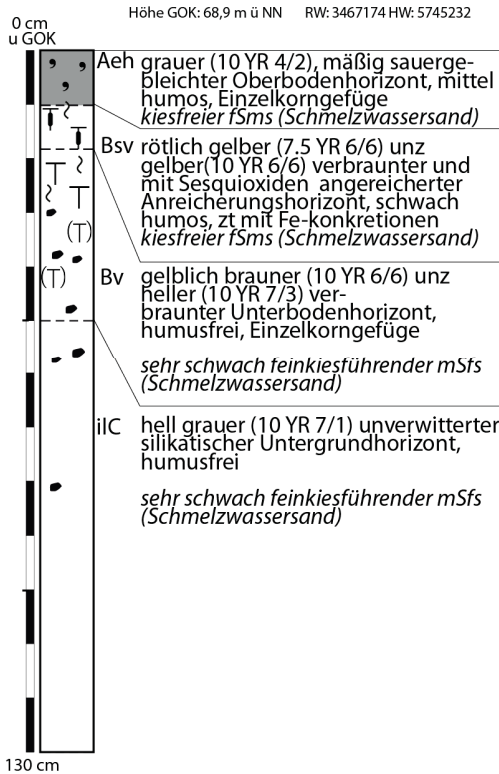 Höhe GOK: 68,9 m ü NN RW: 3467174 HW: 5745232
0 cm
u GOK
Aeh grauer (10 YR 4/2), mäßig sauerge-
bleichter Oberbodenhorizont, mittel
humos, Einzelkorngefüge
kiesfreier fSms (Schmelzwassersand)
Bsv rötlich gelber (7.5 YR 6/6) unz
gelber(10 YR 6/6) verbraunter und
mit Sesquioxiden angereicherter
Anreicherungshorizont, schwach
humos, zt mit Fe-konkretionen
kiesfreier fSms (Schmelzwassersand)
(T)
(T)
Bv gelblich brauner (10 YR 6/6) unz
heller (10 YR 7/3) ver-
braunter Unterbodenhorizont,
humusfrei, Einzelkorngefüge
sehr schwach feinkiesführender mSfs
(Schmelzwassersand)
ilC hell grauer (10 YR 7/1) unverwitterter
silikatischer Untergrundhorizont,
humusfrei
sehr schwach feinkiesführender mSfs
(Schmelzwassersand)
130 cm